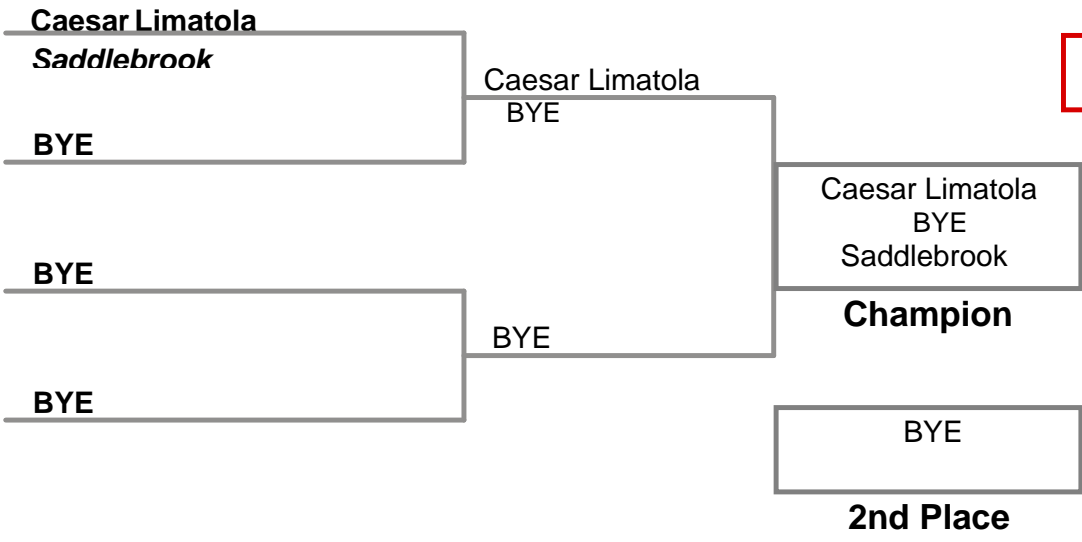 Caesar Limatola
Saddlebrook
BYE
BYE
BYE
Caesar Limatola
BYE
BYE
Caesar Limatola
BYE
Saddlebrook
Champion
BYE
2nd Place